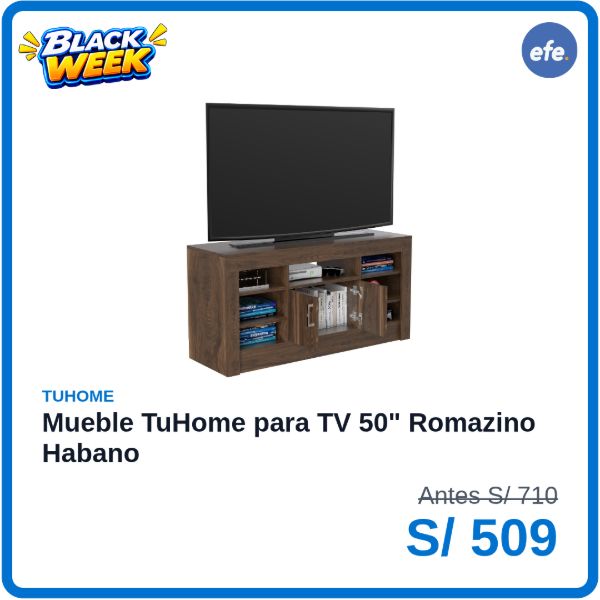 BLACK
WEEK
efe.
TUHOME
Mueble TuHome para TV 50" Romazino
Habano
Antes S/ 710
S/ 509